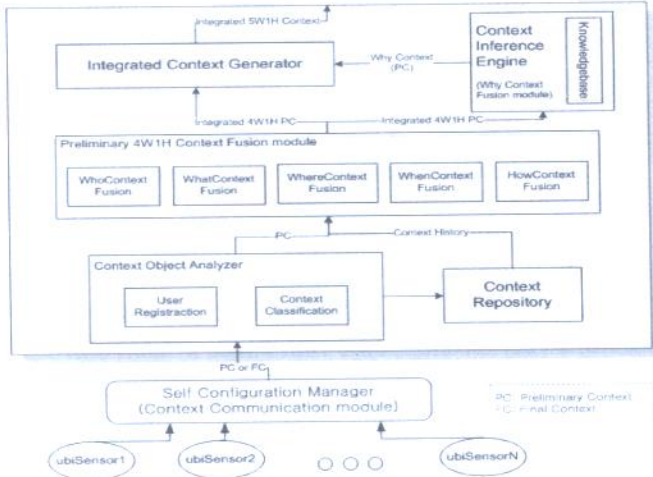 Integrated 5W1H Context
Integrated Context Generator
Why Context
(PC)
Context
Inference
Engine
(Why Context
Fusion module)
Knowledgebase
Integrated 4W1H PC
Integrated 4W1H PC
Preliminary 4W1H Context Fusion module
WhoContext
Fusion
WhatContext
Fusion
WhereContext
Fusion
WhenContext
Fusion
HowContext
Fusion
PC
Context History
Context Object Analyzer
User
Registraction
Context
Classification
Context
Repository
PC or FC
Self Configuration Manager
(Context Communication module)
PC: Preliminary Context
FC: Final Context
ubiSensor1
ubiSensor2
ubiSensorN